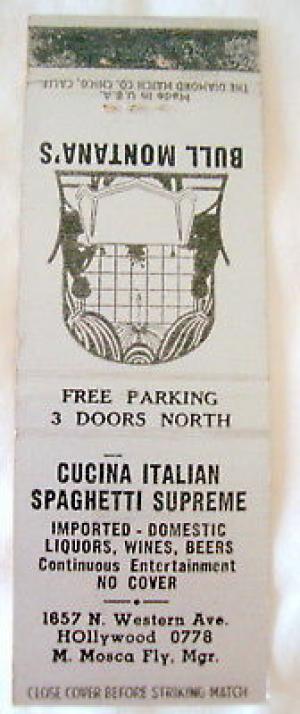 THE DIAMOND MATCH CO. CHICO, CALIF.
Made in U.S.A.
BULL MONTANA'S
FREE PARKING
3 DOORS NORTH
CUCINA ITALIAN
SPAGHETTI SUPREME
IMPORTED - DOMESTIC
LIQUORS, WINES, BEERS
Continuous Entertainment
NO COVER
1657 N. Western Ave.
HOllywood 0778
M. Mosca Fly, Mgr.
CLOSE COVER BEFORE STRIKING MATCH